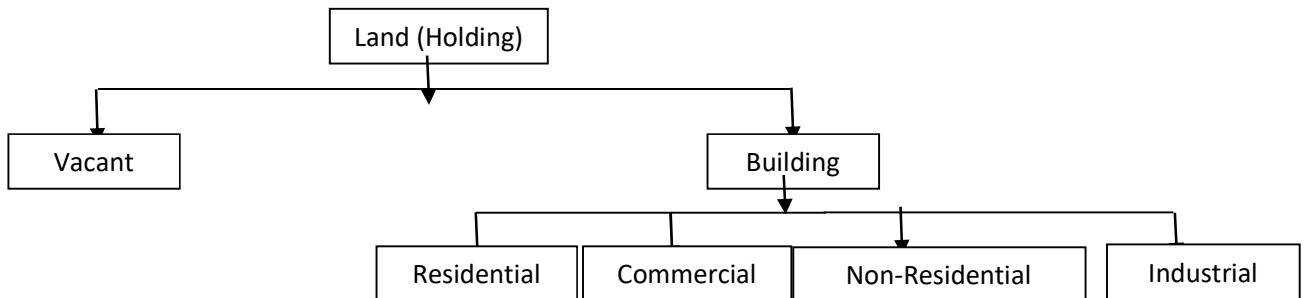 Land (Holding)
Vacant
Building
Residential
Commercial
Non-Residential
Industrial